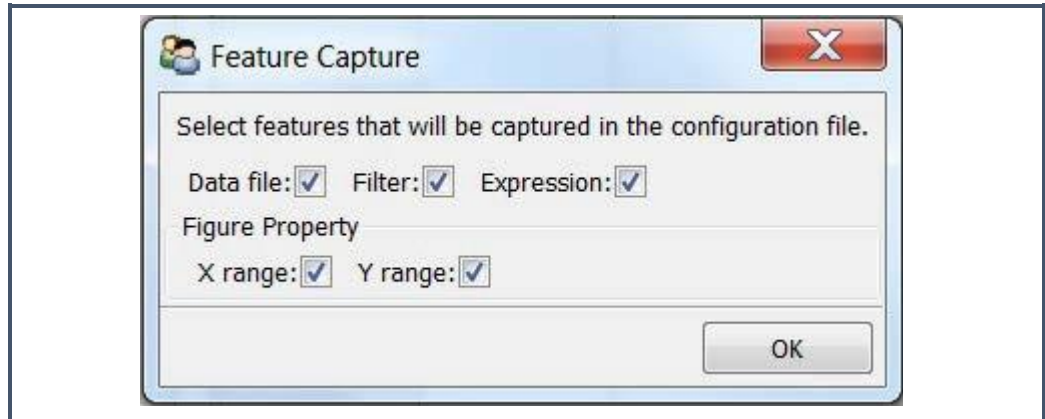 Feature Capture
Select features that will be captured in the configuration file.
Data file: Filter: Expression:
Figure Property
X range: Y range:
OK